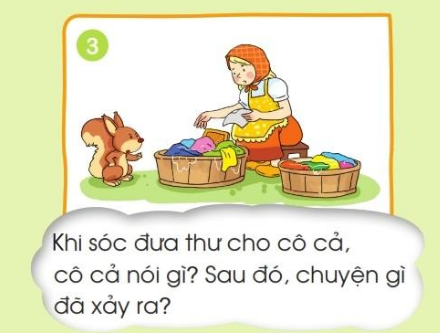 3
Khi sóc đưa thư cho cô cả,
cô cả nói gì? Sau đó, chuyện gì
đã xảy ra?